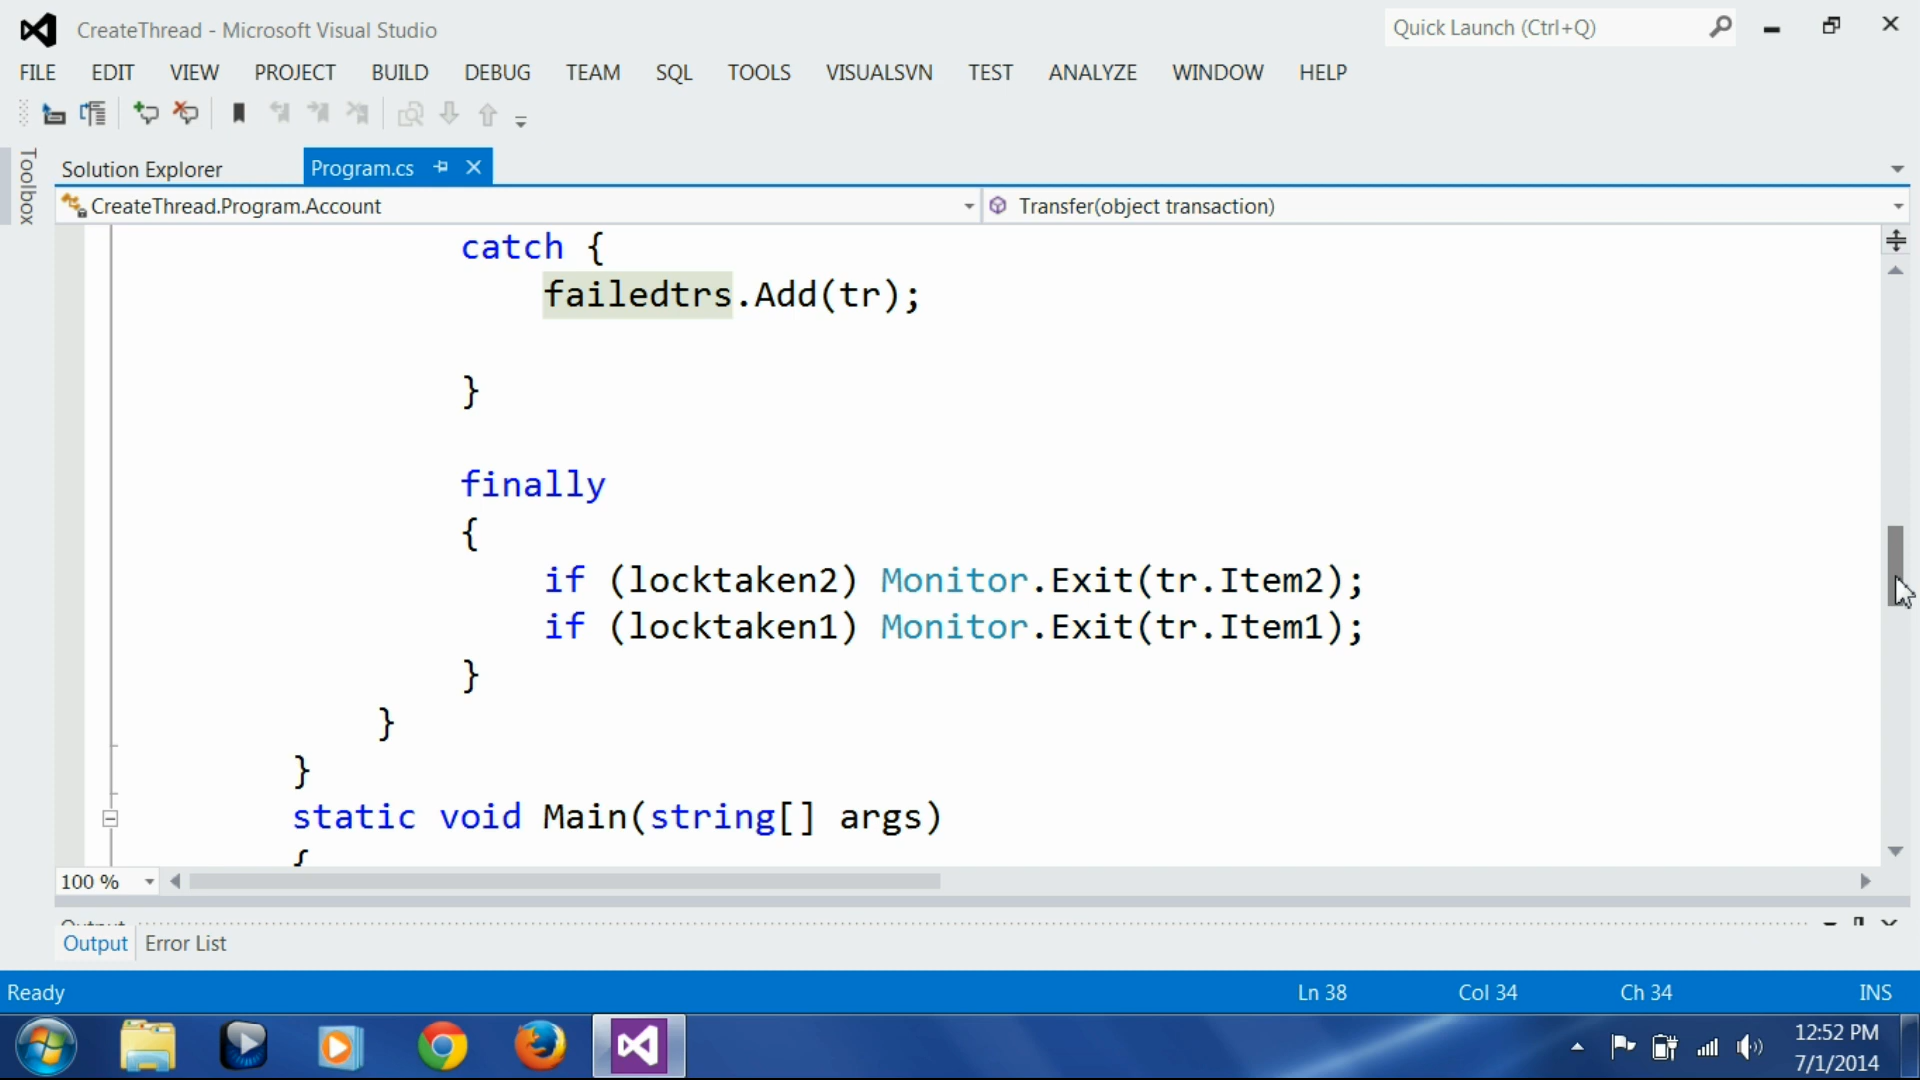 CreateThread - Microsoft Visual Studio
Quick Launch (Ctrl+Q)
FILE EDIT VIEW PROJECT BUILD DEBUG TEAM SQL TOOLS VISUALSVN TEST ANALYZE WINDOW HELP
Toolbox
Solution Explorer
Program.cs
CreateThread.Program.Account
Transfer(object transaction)
catch {
failedtrs.Add(tr);
}
finally
{
if (locktaken2) Monitor.Exit(tr.Item2);
if (locktaken1) Monitor.Exit(tr.Item1);
}
}
}
static void Main(string[] args)
{
100 %
Output
Output Error List
Ready
Ln 38
Col 34
Ch 34
INS
12:52 PM
7/1/2014